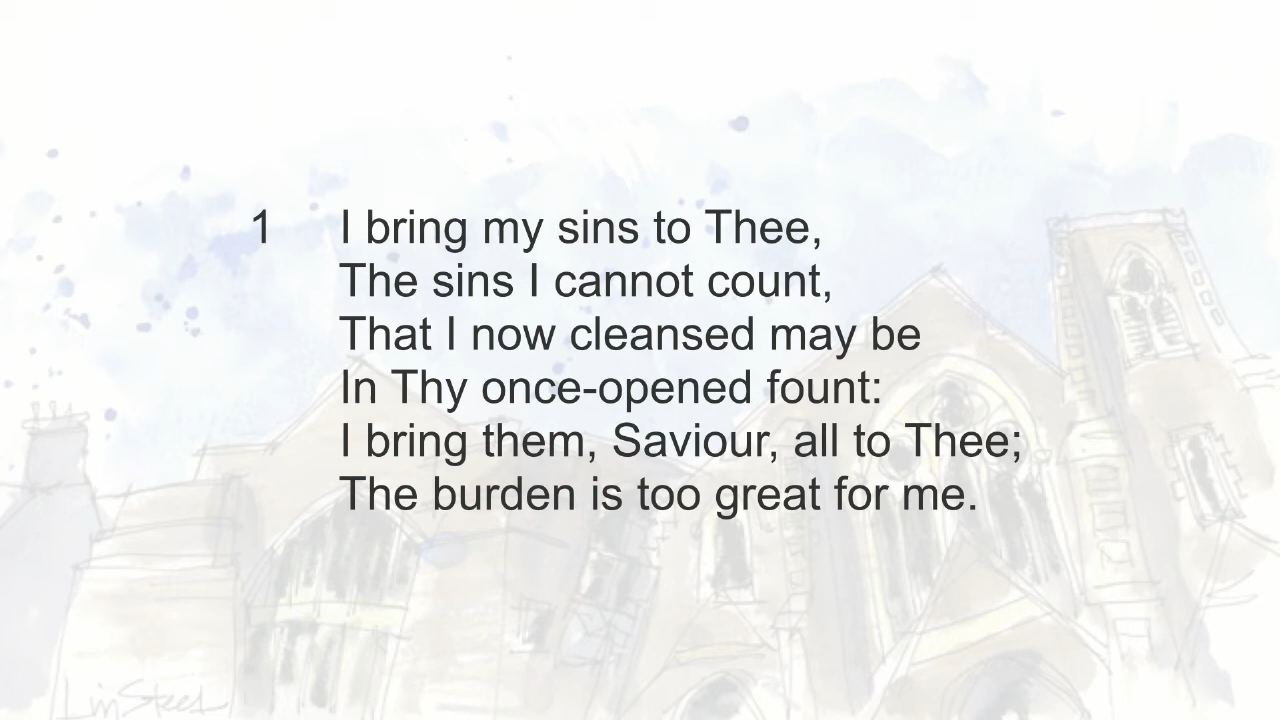 1 I bring my sins to Thee,
The sins I cannot count,
That I now cleansed may be
In Thy once-opened fount:
I bring them, Saviour, all to Thee;
The burden is too great for me.